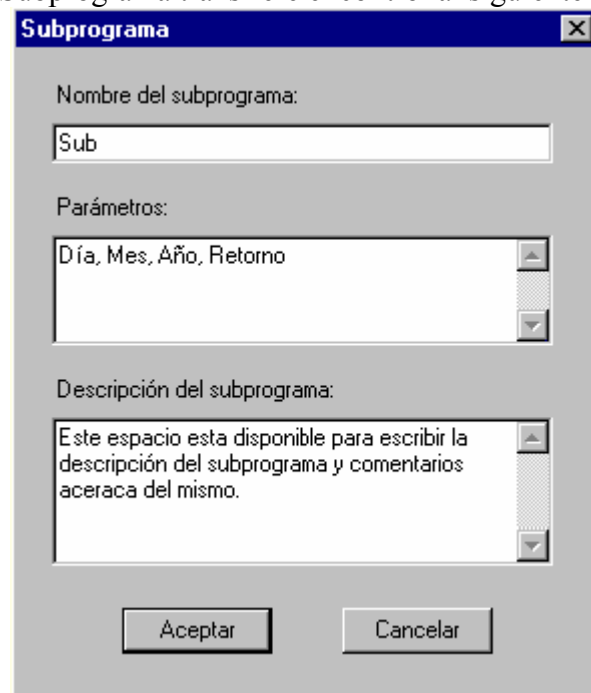 Subprograma
Nombre del subprograma:
Sub
Parámetros:
Día, Mes, Año, Retorno
Descripción del subprograma:
Este espacio esta disponible para escribir la
descripción del subprograma y comentarios
aceraca del mismo.
Aceptar
Cancelar